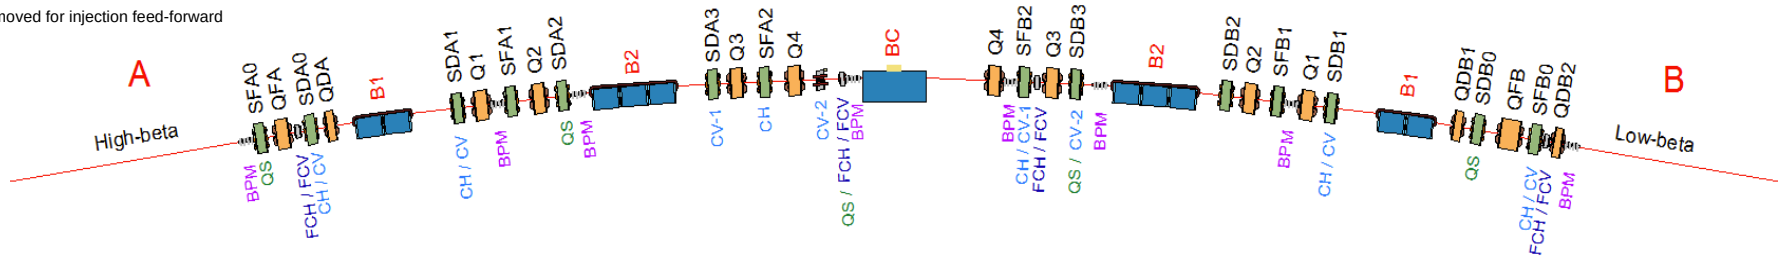 moved for injection feed-forward
A
High-beta
SFA0
QFA
SDA0
QDA
B1
SDA1
Q1
SFA1
Q2
SDA2
B2
SDA3
Q3
SFA2
Q4
BC
Q4
SFB2
Q3
SDB3
B2
SDB2
Q2
SFB1
Q1
SDB1
B1
QDB1
SDB0
QFB
SFB0
QDB2
B
Low-beta
BPM
QS
FCH / FCV
CH / CV
CH / CV
BPM
QS
BPM
CV-1
CH
CV-2
QS / FCH / FCV
BPM
BPM
CH / CV-1
FCH / FCV
QS / CV-2
BPM
BPM
CH / CV
QS
CH / CV
FCH / FCV
BPM